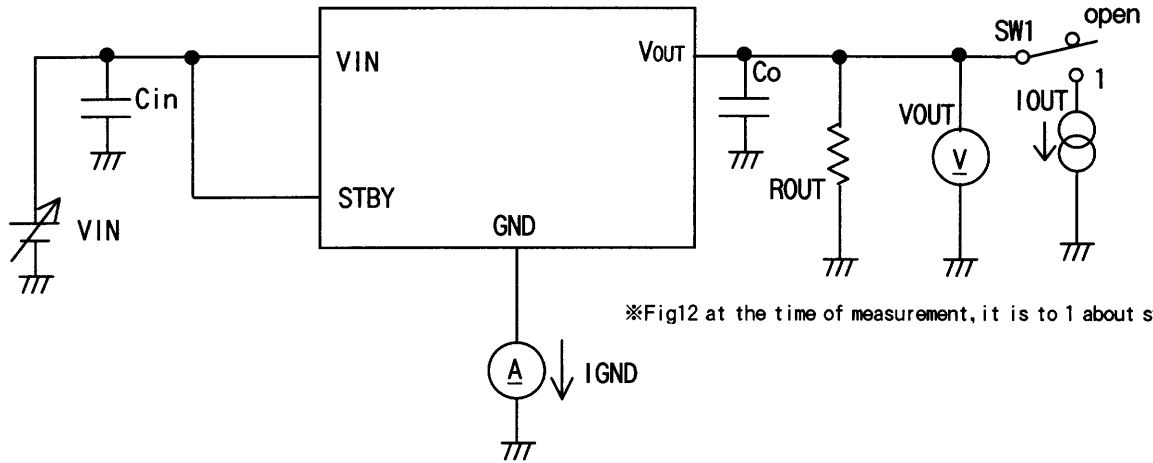 open
SW1
VIN
VOUT
Cin
Co
1
IOUT
VOUT
V
ROUT
STBY
VIN
GND
※Fig12 at the time of measurement, it is to 1 about s
A
IGND